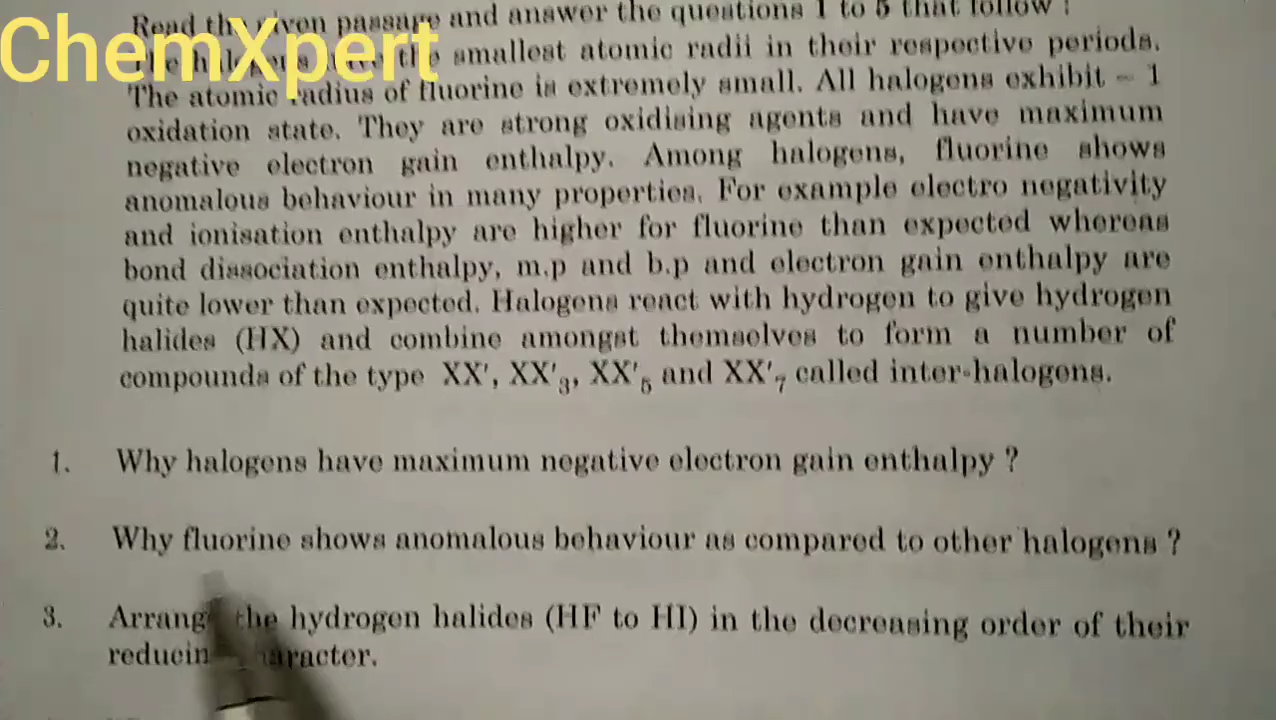 ChemXpert
Read the given passage and answer the questions 1 to 5 that follow :
The halogens have the smallest atomic radii in their respective periods.
The atomic radius of fluorine is extremely small. All halogens exhibit – 1
oxidation state. They are strong oxidising agents and have maximum
negative electron gain enthalpy. Among halogens, fluorine shows
anomalous behaviour in many properties. For example electro negativity
and ionisation enthalpy are higher for fluorine than expected whereas
bond dissociation enthalpy, m.p and b.p and electron gain enthalpy are
quite lower than expected. Halogens react with hydrogen to give hydrogen
halides (HX) and combine amongst themselves to form a number of
compounds of the type XX′, XX′₃, XX′₅ and XX′₇ called inter-halogens.
1. Why halogens have maximum negative electron gain enthalpy ?
2. Why fluorine shows anomalous behaviour as compared to other halogens ?
3. Arrange the hydrogen halides (HF to HI) in the decreasing order of their
reducing character.